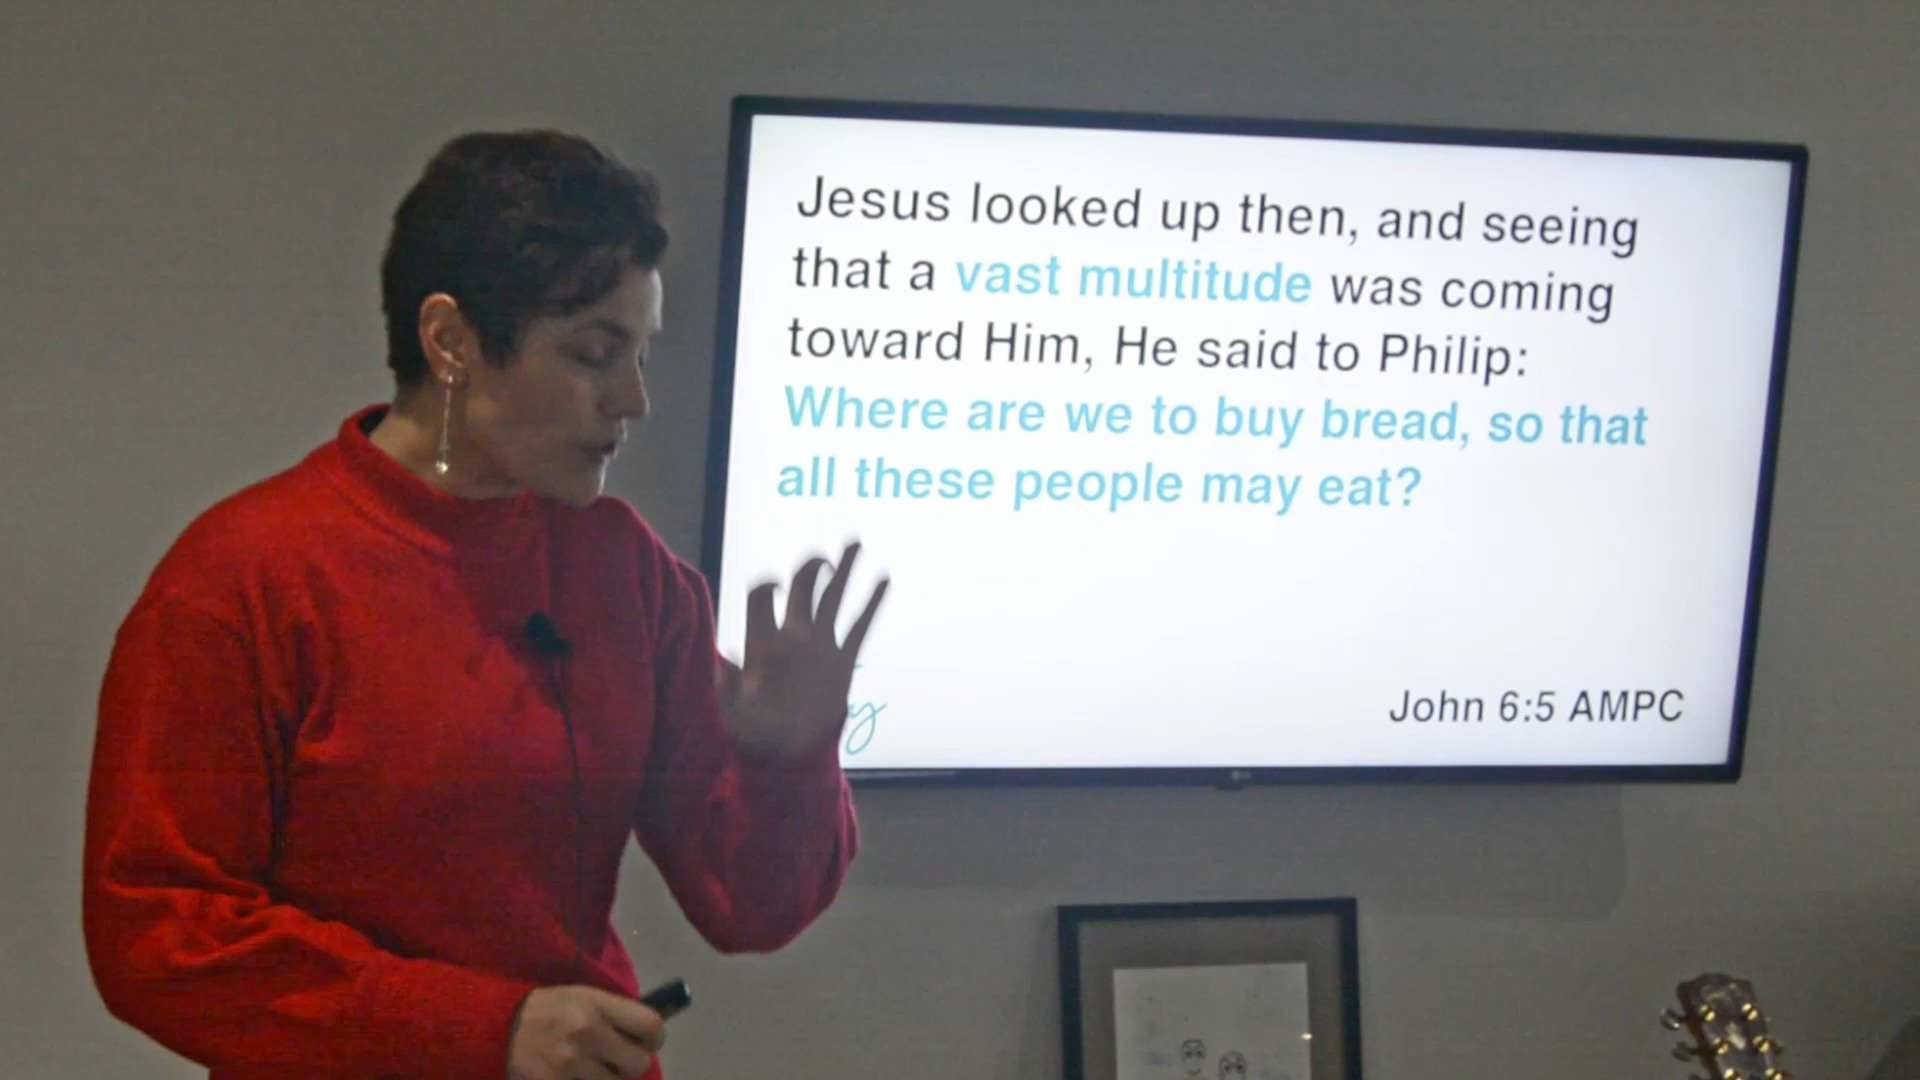 Jesus looked up then, and seeing
that a vast multitude was coming
toward Him, He said to Philip:
Where are we to buy bread, so that
all these people may eat?
John 6:5 AMPC